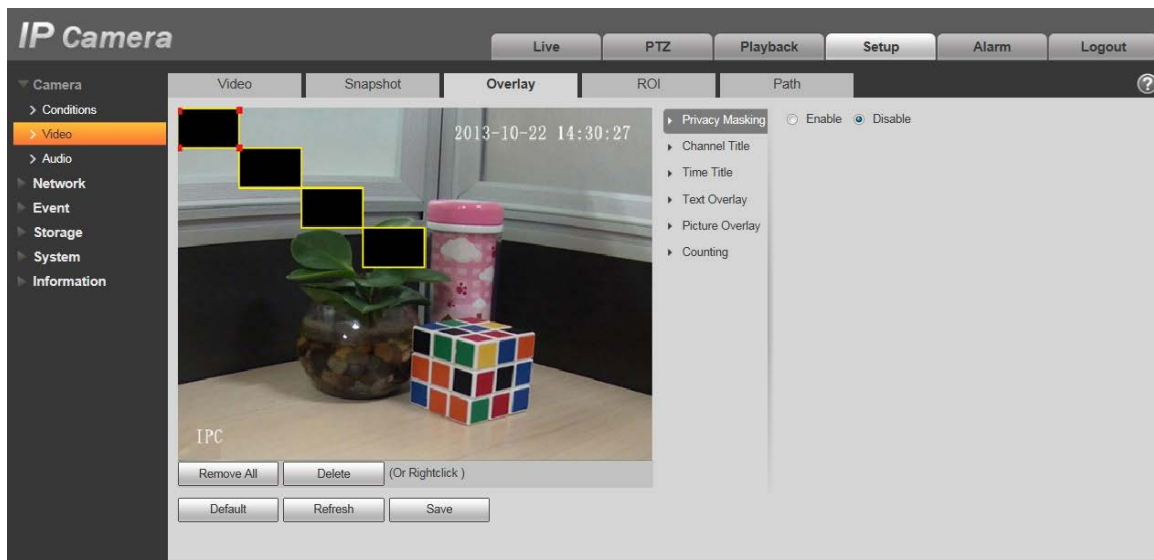 IP Camera
Live PTZ Playback Setup Alarm Logout
Camera
> Conditions
> Video
> Audio
Network
Event
Storage
System
Information
Video Snapshot Overlay ROI Path ?
2013-10-22 14:30:27
IPC
Privacy Masking Enable Disable
Channel Title
Time Title
Text Overlay
Picture Overlay
Counting
Remove All Delete (Or Rightclick )
Default Refresh Save